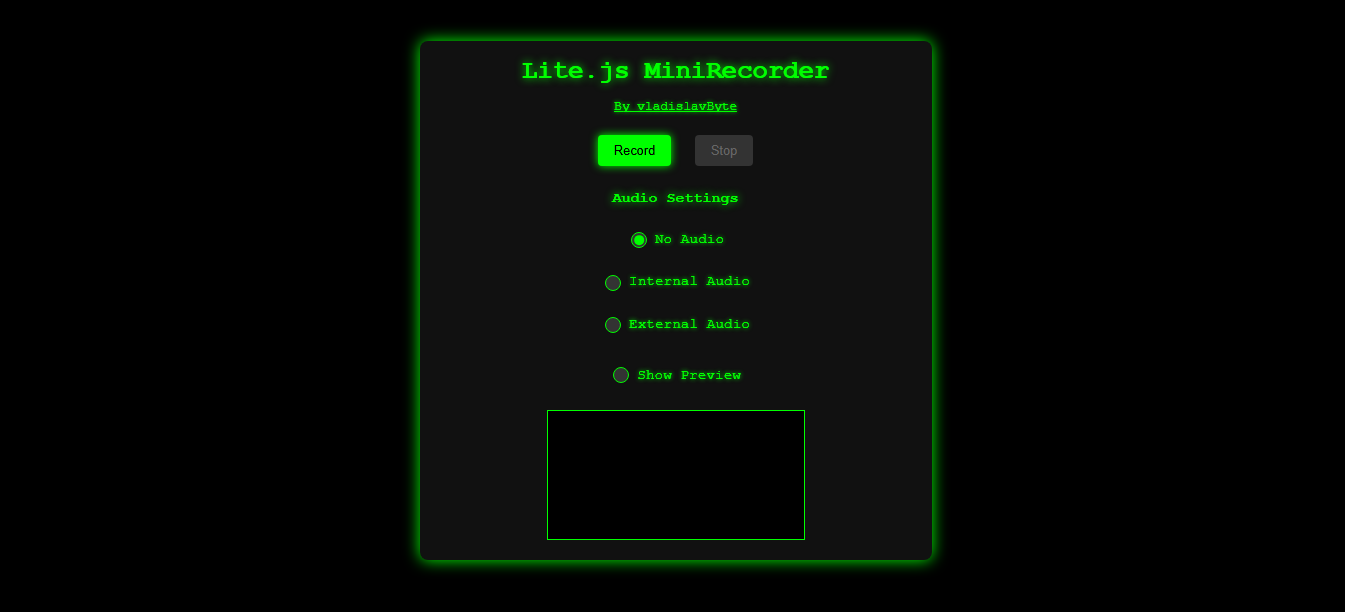 Lite.js MiniRecorder
By vladislavByte
Record Stop
Audio Settings
No Audio
Internal Audio
External Audio
Show Preview